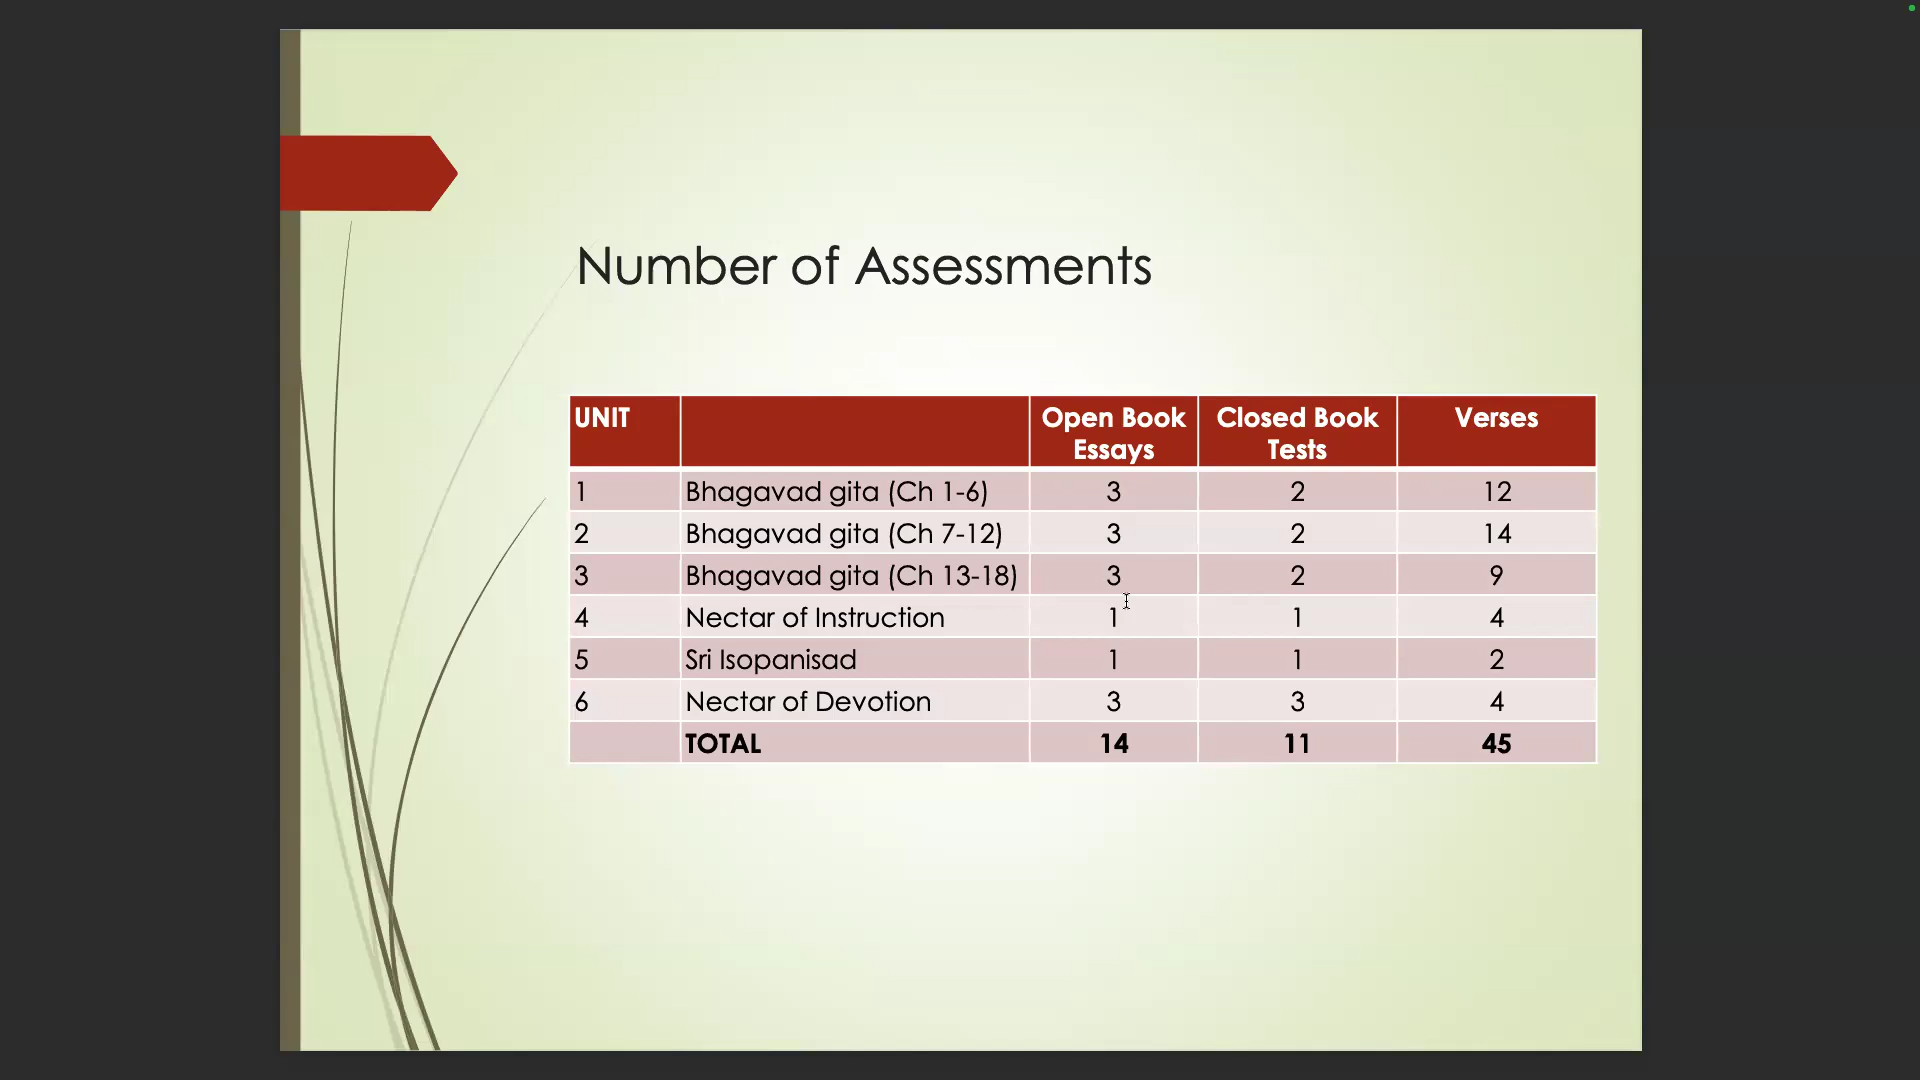 Number of Assessments
UNIT Open Book Essays Closed Book Tests Verses
1 Bhagavad gita (Ch 1-6) 3 2 12
2 Bhagavad gita (Ch 7-12) 3 2 14
3 Bhagavad gita (Ch 13-18) 3 2 9
4 Nectar of Instruction 1 1 4
5 Sri Isopanisad 1 1 2
6 Nectar of Devotion 3 3 4
TOTAL 14 11 45